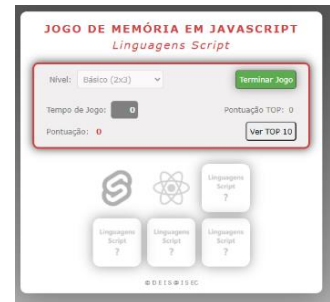 JOGO DE MEMÓRIA EM JAVASCRIPT
Linguagens Script
Nível: Básico (2x3) Terminar Jogo
Tempo de Jogo: 0 Pontuação TOP: 0
Pontuação: 0 Ver TOP 10
Linguagens
Script
?
Linguagens Linguagens Linguagens
Script Script Script
? ? ?
©DEIS@ISEC